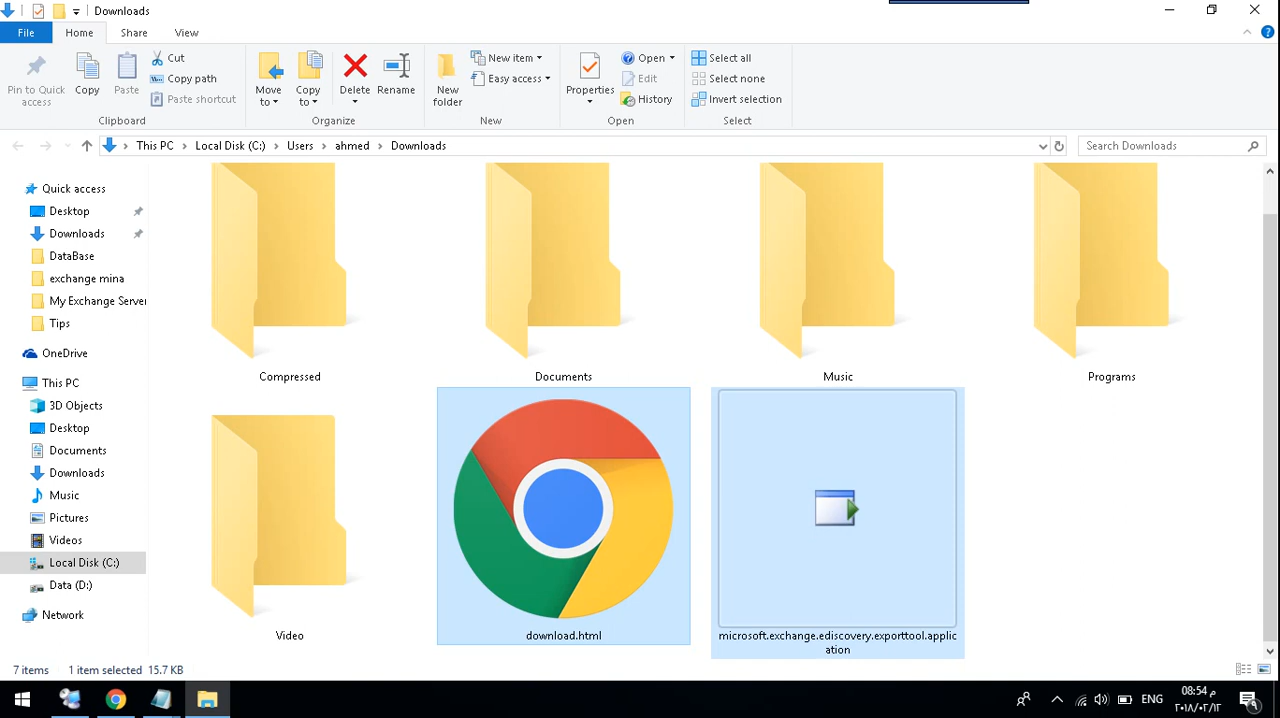 Downloads
File Home Share View
Pin to Quick access
Copy
Paste
Cut
Copy path
Paste shortcut
Clipboard
Move to
Copy to
Delete
Rename
Organize
New folder
New item
Easy access
New
Properties
Open
Edit
History
Open
Select all
Select none
Invert selection
Select
This PC Local Disk (C:) Users ahmed Downloads
Search Downloads
Quick access
Desktop
Downloads
DataBase
exchange mina
My Exchange Server
Tips
OneDrive
This PC
3D Objects
Desktop
Documents
Downloads
Music
Pictures
Videos
Local Disk (C:)
Data (D:)
Network
Compressed
Documents
Music
Programs
Video
download.html
microsoft.exchange.ediscovery.exporttool.applic
ation
7 items 1 item selected 15.7 KB
ENG
08:54 م
٢٠١٨/٠٢/١٢